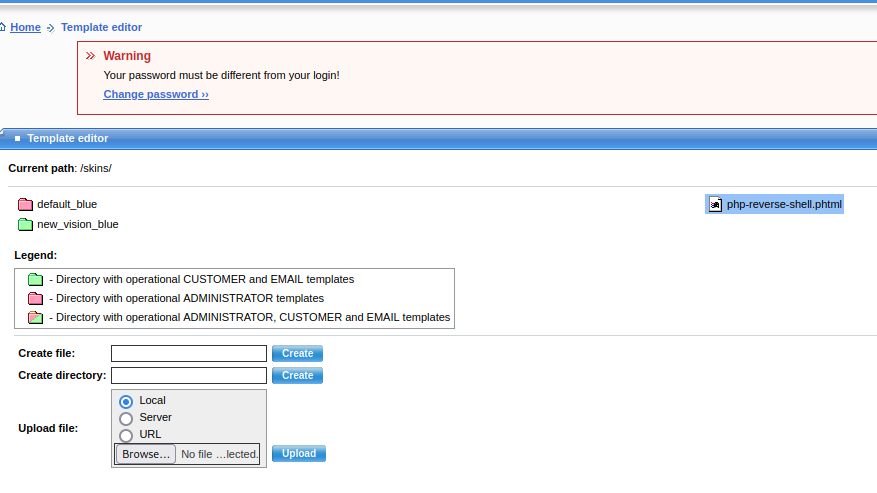 Home Template editor
Warning
Your password must be different from your login!
Change password ››
Template editor
Current path: /skins/
default_blue
php-reverse-shell.phtml
new_vision_blue
Legend:
- Directory with operational CUSTOMER and EMAIL templates
- Directory with operational ADMINISTRATOR templates
- Directory with operational ADMINISTRATOR, CUSTOMER and EMAIL templates
Create file: Create
Create directory: Create
Local
Server
Upload file:
URL
Browse... No file ...lected. Upload